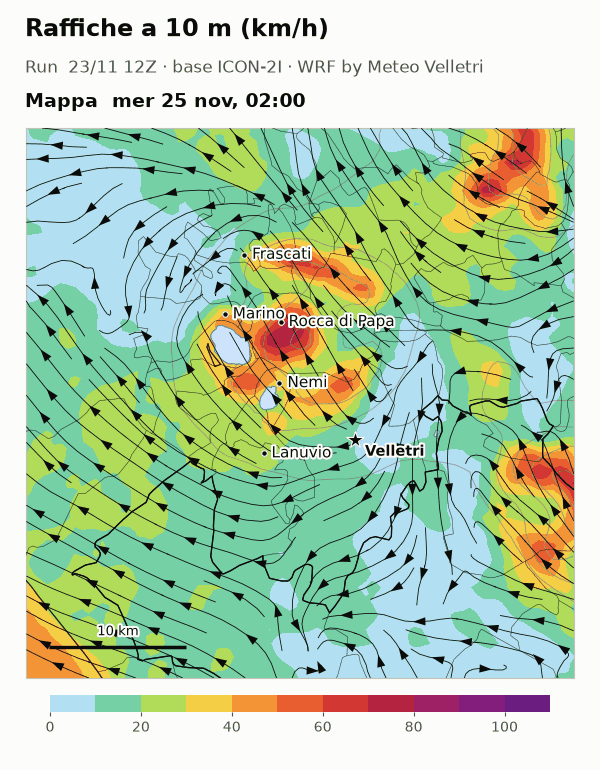 Raffiche a 10 m (km/h)
Run  23/11 12Z · base ICON-2I · WRF by Meteo Velletri
Mappa  mer 25 nov, 02:00
Frascati
Marino
Rocca di Papa
Nemi
Velletri
Lanuvio
10 km
0 20 40 60 80 100